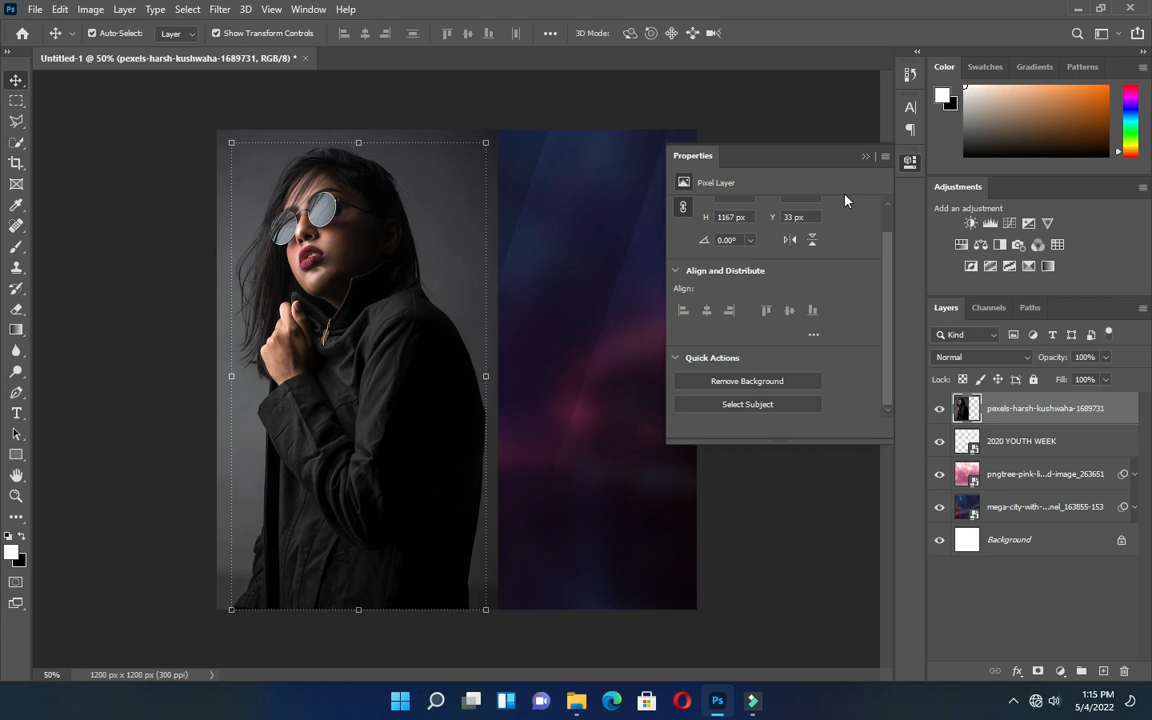 Ps File Edit Image Layer Type Select Filter 3D View Window Help
Auto-Select: Layer Show Transform Controls 3D Mode:
Untitled-1 @ 50% (pexels-harsh-kushwaha-1689731, RGB/8) * ×
Color Swatches Gradients Patterns
Properties
Pixel Layer
H 1167 px Y 33 px
0.00°
Align and Distribute
Align:
Quick Actions
Remove Background
Select Subject
Adjustments
Add an adjustment
Layers Channels Paths
Kind
Normal Opacity: 100%
Lock: Fill: 100%
pexels-harsh-kushwaha-1689731
2020 YOUTH WEEK
pngtree-pink-li...d-image_263651
mega-city-with-...nel_163855-153
Background
50% 1200 px x 1200 px (300 ppi)
Ps
1:15 PM
5/4/2022